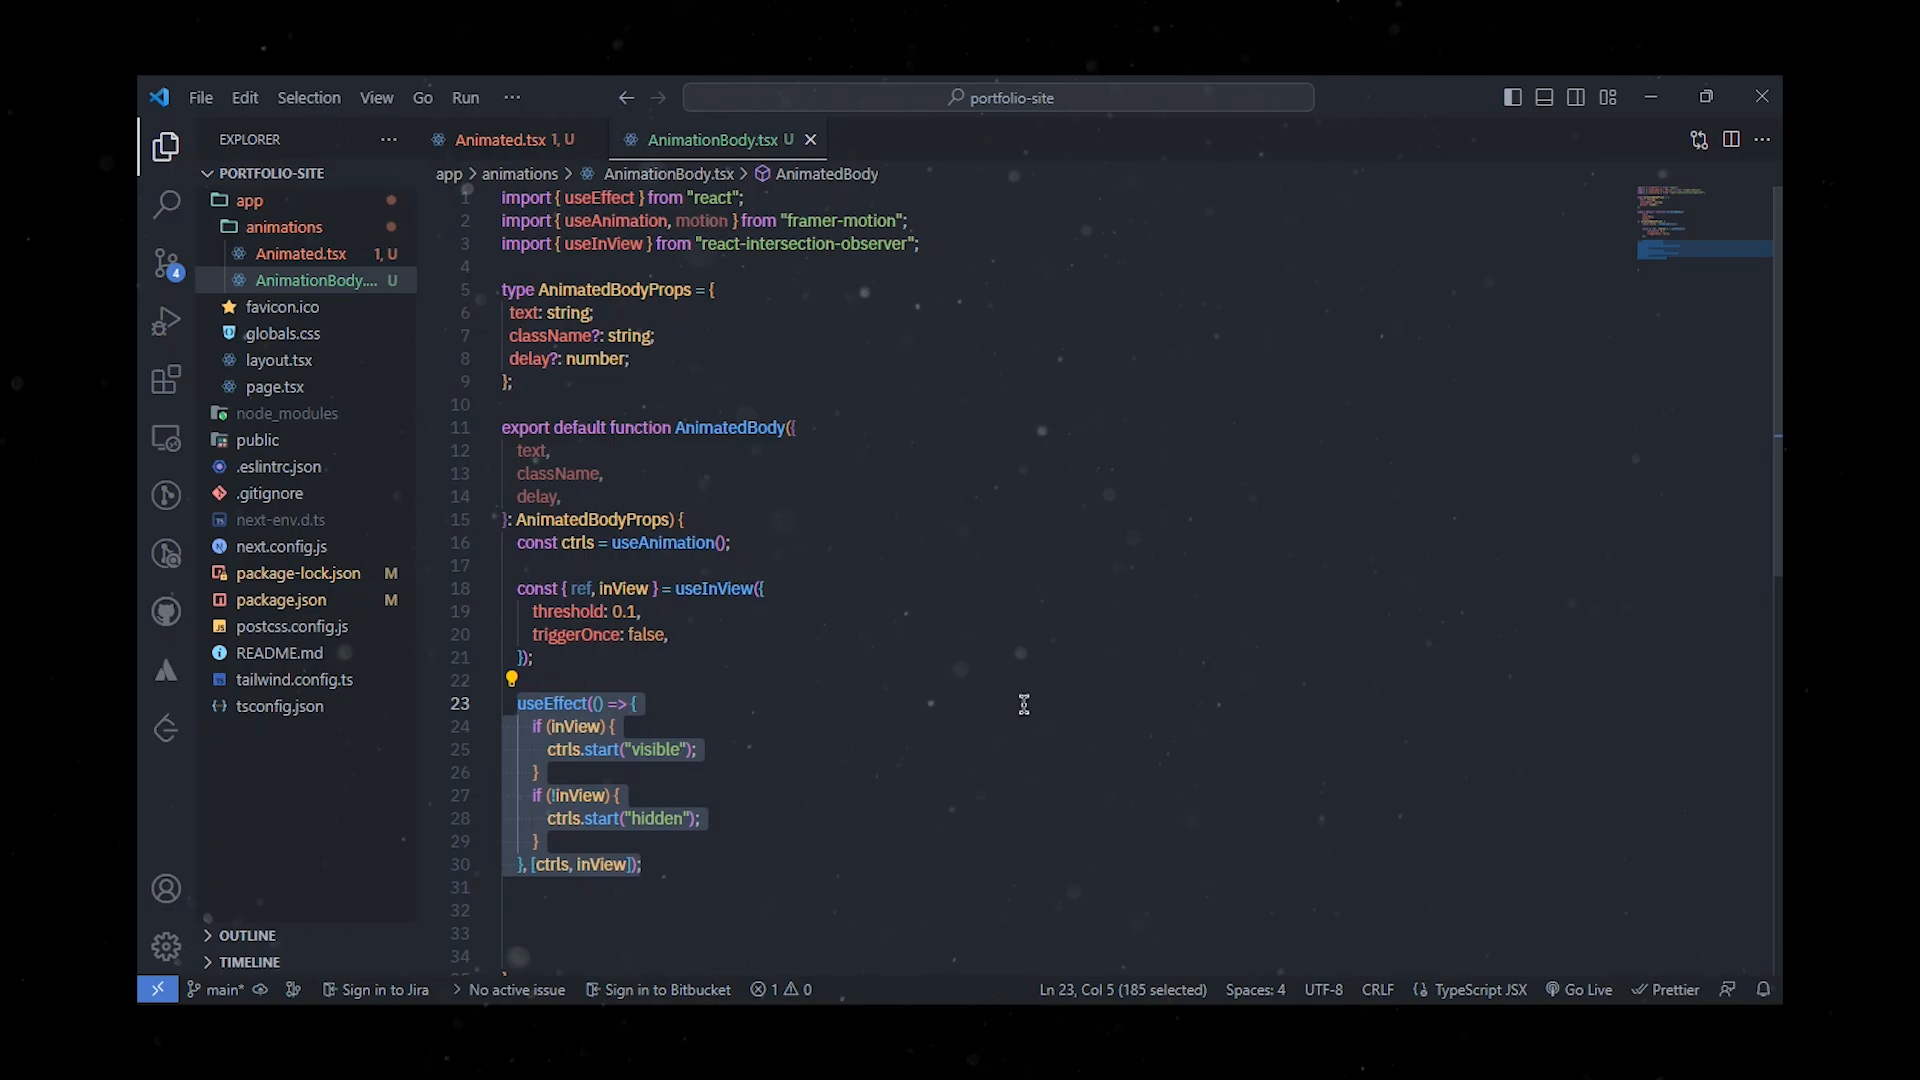 File Edit Selection View Go Run ··· portfolio-site
EXPLORER ···
PORTFOLIO-SITE
app
animations
Animated.tsx 1, U
AnimationBody.... U
favicon.ico
globals.css
layout.tsx
page.tsx
node_modules
public
.eslintrc.json
.gitignore
next-env.d.ts
next.config.js
package-lock.json M
package.json M
postcss.config.js
README.md
tailwind.config.ts
tsconfig.json
OUTLINE
TIMELINE
4
Animated.tsx 1, U AnimationBody.tsx U
app > animations > AnimationBody.tsx > AnimatedBody
1 import { useEffect } from "react";
2 import { useAnimation, motion } from "framer-motion";
3 import { useInView } from "react-intersection-observer";
4
5 type AnimatedBodyProps = {
6 text: string;
7 className?: string;
8 delay?: number;
9 };
10
11 export default function AnimatedBody({
12 text,
13 className,
14 delay,
15 }: AnimatedBodyProps) {
16 const ctrls = useAnimation();
17
18 const { ref, inView } = useInView({
19 threshold: 0.1,
20 triggerOnce: false,
21 });
22
23 useEffect(() => {
24 if (inView) {
25 ctrls.start("visible");
26 }
27 if (!inView) {
28 ctrls.start("hidden");
29 }
30 }, [ctrls, inView]);
31
32
33
34
main* Sign in to Jira > No active issue Sign in to Bitbucket 1 0 Ln 23, Col 5 (185 selected) Spaces: 4 UTF-8 CRLF TypeScript JSX Go Live Prettier